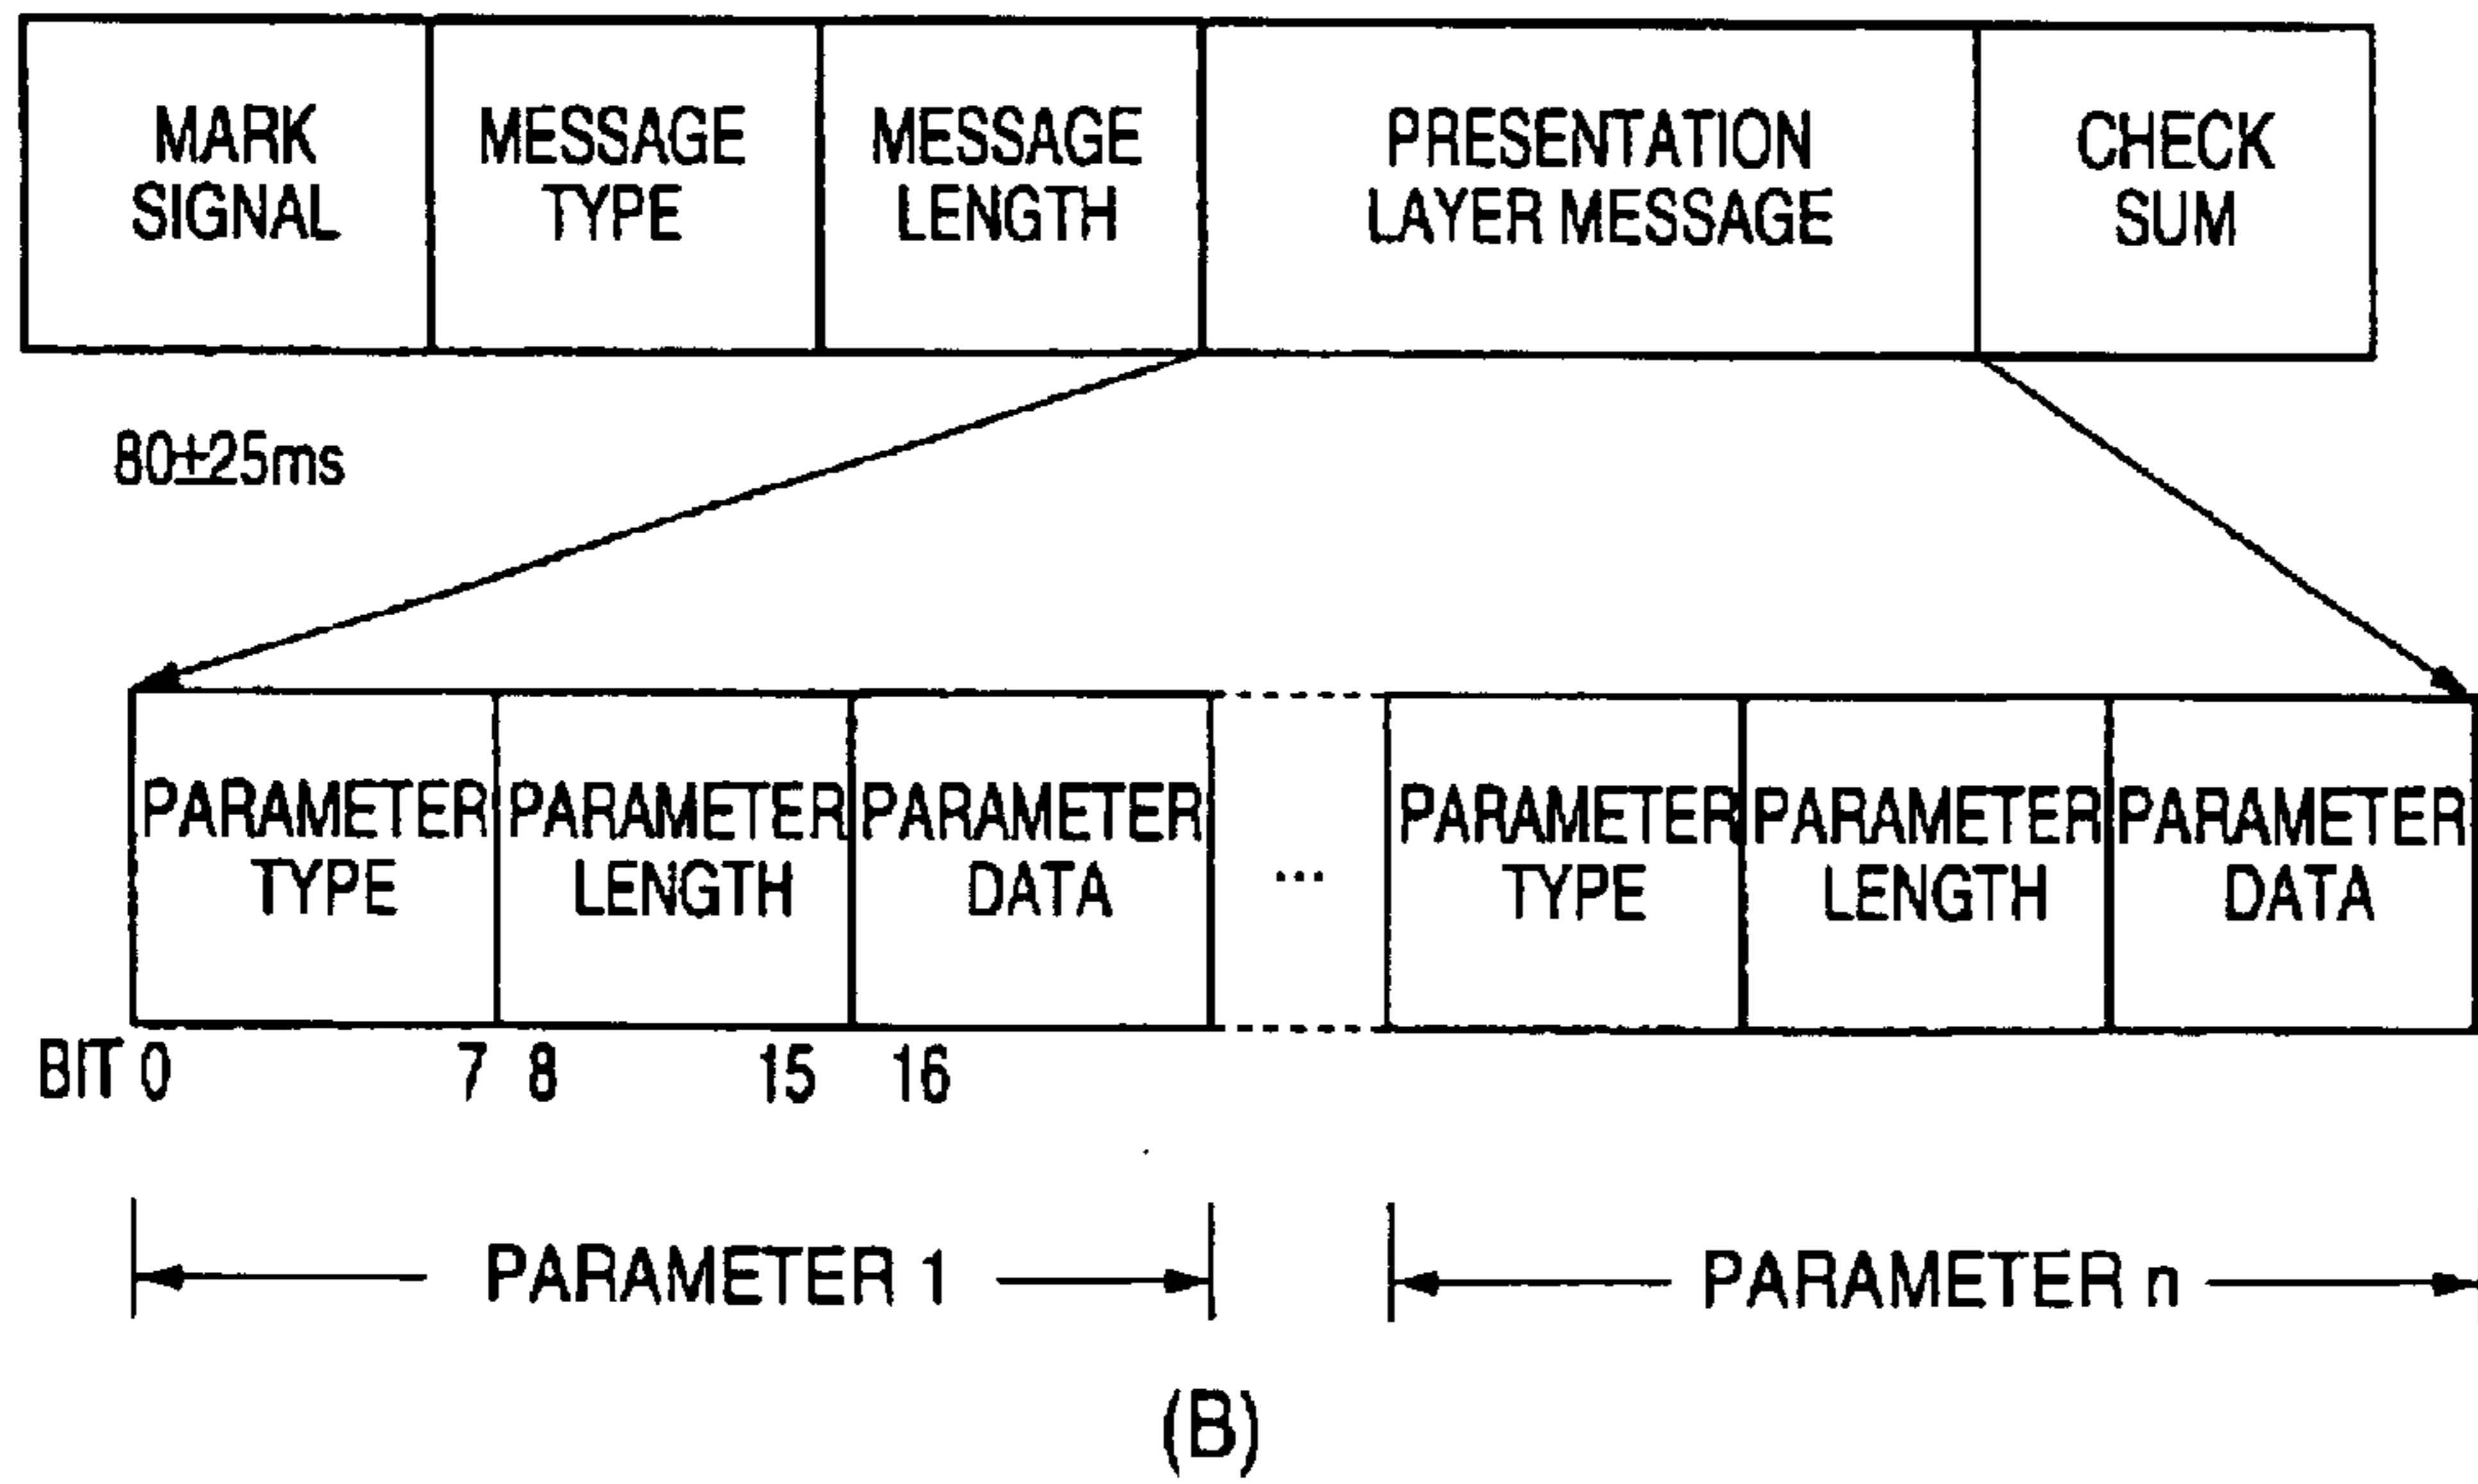 MARK SIGNAL
MESSAGE TYPE
MESSAGE LENGTH
PRESENTATION LAYER MESSAGE
CHECK SUM
80±25ms
PARAMETER TYPE
PARAMETER LENGTH
PARAMETER DATA
...
PARAMETER TYPE
PARAMETER LENGTH
PARAMETER DATA
BIT 0 7 8 15 16
PARAMETER 1
PARAMETER n
(B)